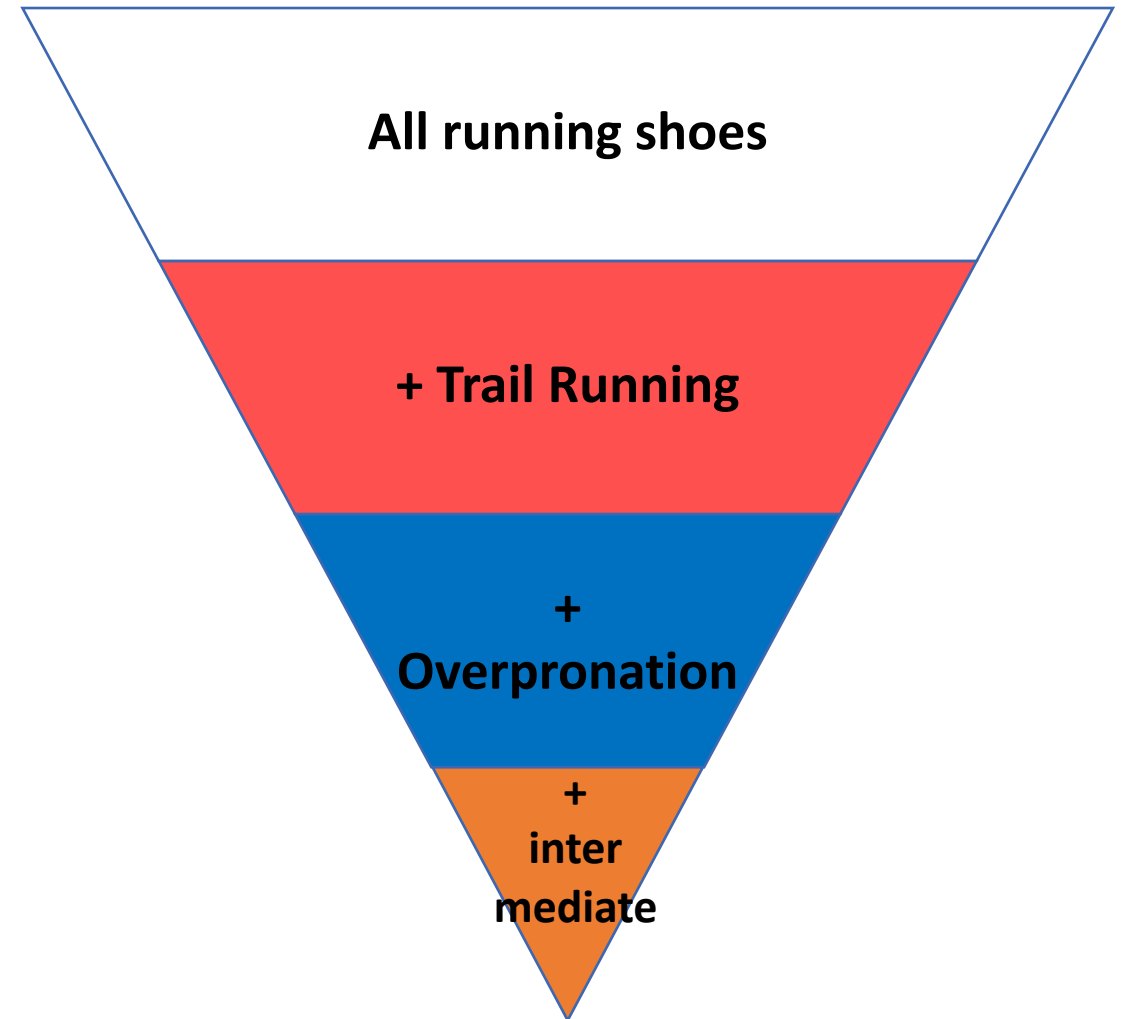 All running shoes
+ Trail Running
+
Overpronation
+
inter
mediate